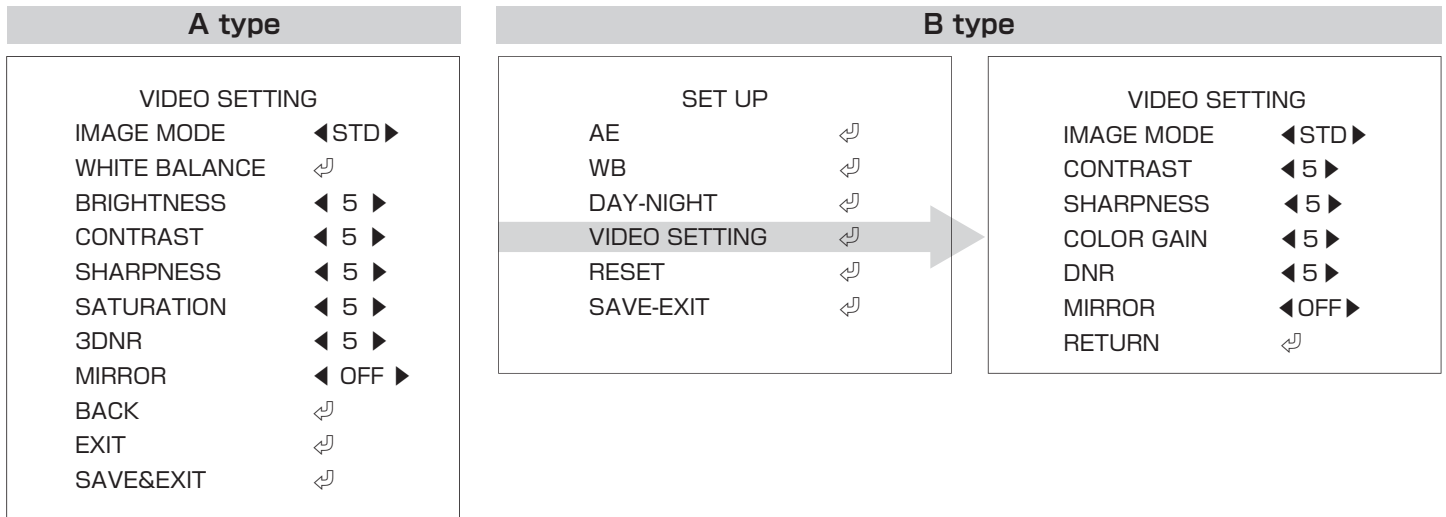 A type
VIDEO SETTING
IMAGE MODE ◀STD▶
WHITE BALANCE ⏎
BRIGHTNESS ◀ 5 ▶
CONTRAST ◀ 5 ▶
SHARPNESS ◀ 5 ▶
SATURATION ◀ 5 ▶
3DNR ◀ 5 ▶
MIRROR ◀ OFF ▶
BACK ⏎
EXIT ⏎
SAVE&EXIT ⏎
B type
SET UP
AE ⏎
WB ⏎
DAY-NIGHT ⏎
VIDEO SETTING ⏎
RESET ⏎
SAVE-EXIT ⏎
VIDEO SETTING
IMAGE MODE ◀STD▶
CONTRAST ◀ 5 ▶
SHARPNESS ◀ 5 ▶
COLOR GAIN ◀ 5 ▶
DNR ◀ 5 ▶
MIRROR ◀OFF▶
RETURN ⏎